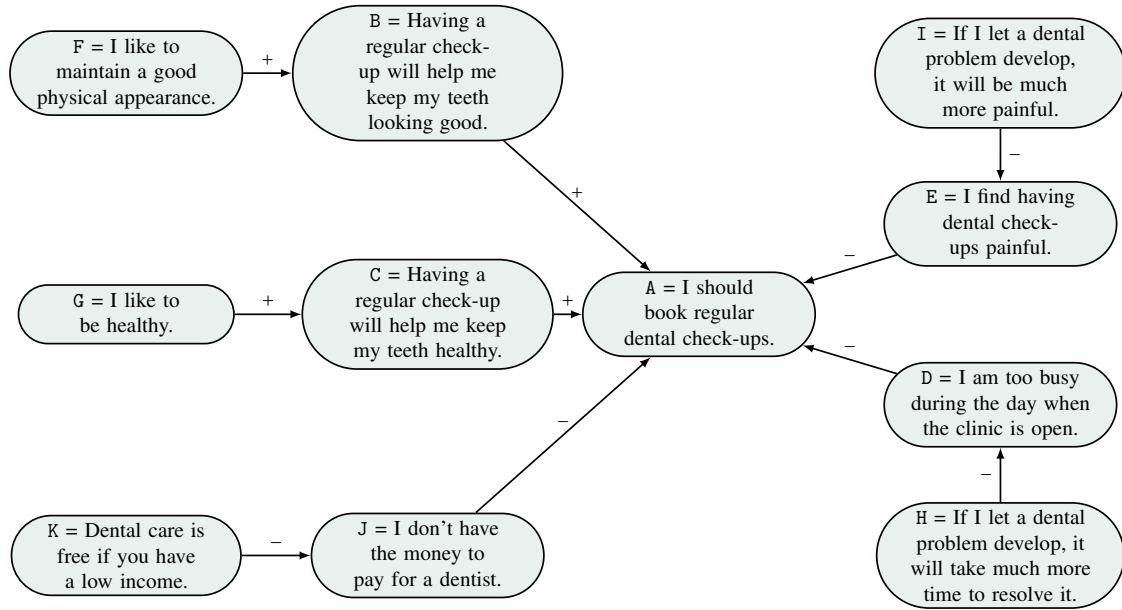 F = I like to
maintain a good
physical appearance.
+
B = Having a
regular check-
up will help me
keep my teeth
looking good.
+
I = If I let a dental
problem develop,
it will be much
more painful.
−
E = I find having
dental check-
ups painful.
−
G = I like to
be healthy.
+
C = Having a
regular check-up
will help me keep
my teeth healthy.
+
A = I should
book regular
dental check-ups.
−
D = I am too busy
during the day when
the clinic is open.
−
K = Dental care is
free if you have
a low income.
−
J = I don't have
the money to
pay for a dentist.
−
H = If I let a dental
problem develop, it
will take much more
time to resolve it.